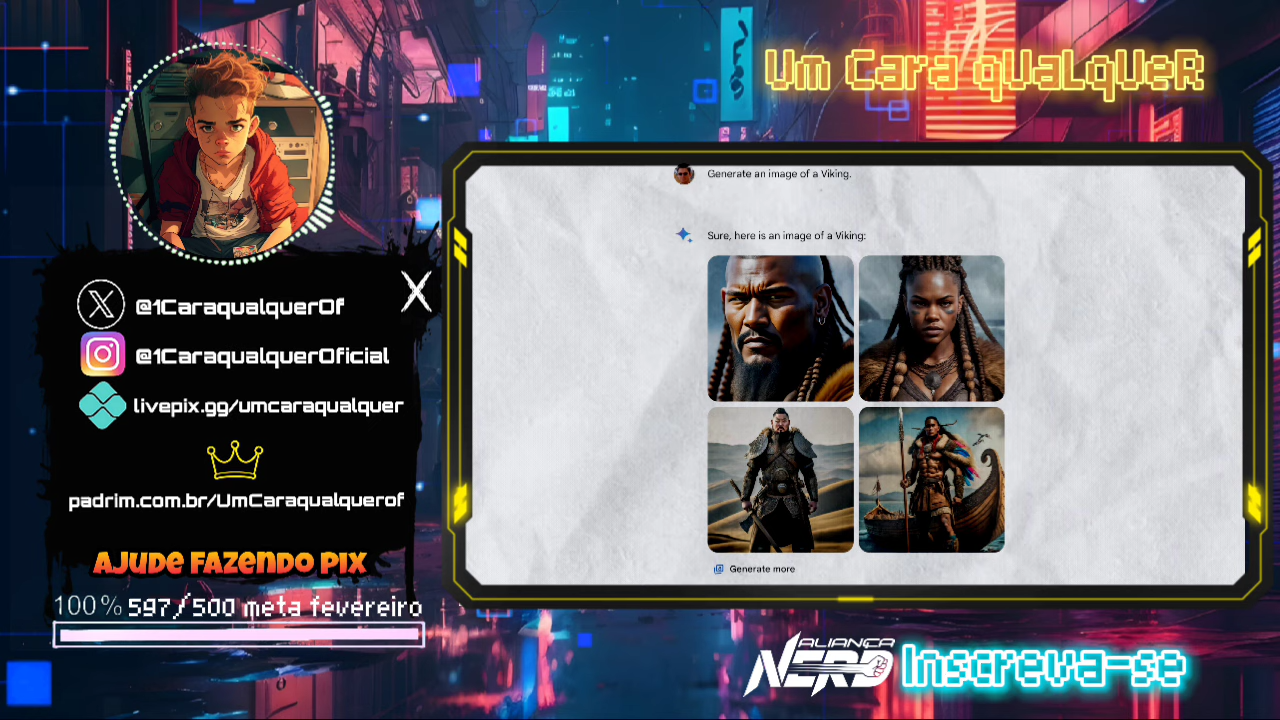 Um Cara qUaLqUeR
Generate an image of a Viking.
Sure, here is an image of a Viking:
Generate more
@1CaraqualquerOf
@1CaraqualquerOficial
livepix.gg/umcaraqualquer
padrim.com.br/UmCaraqualquerof
AJUDE FAZENDO PIX
100% 597/500 meta fevereiro
ALIANÇA
NERD
Inscreva-se